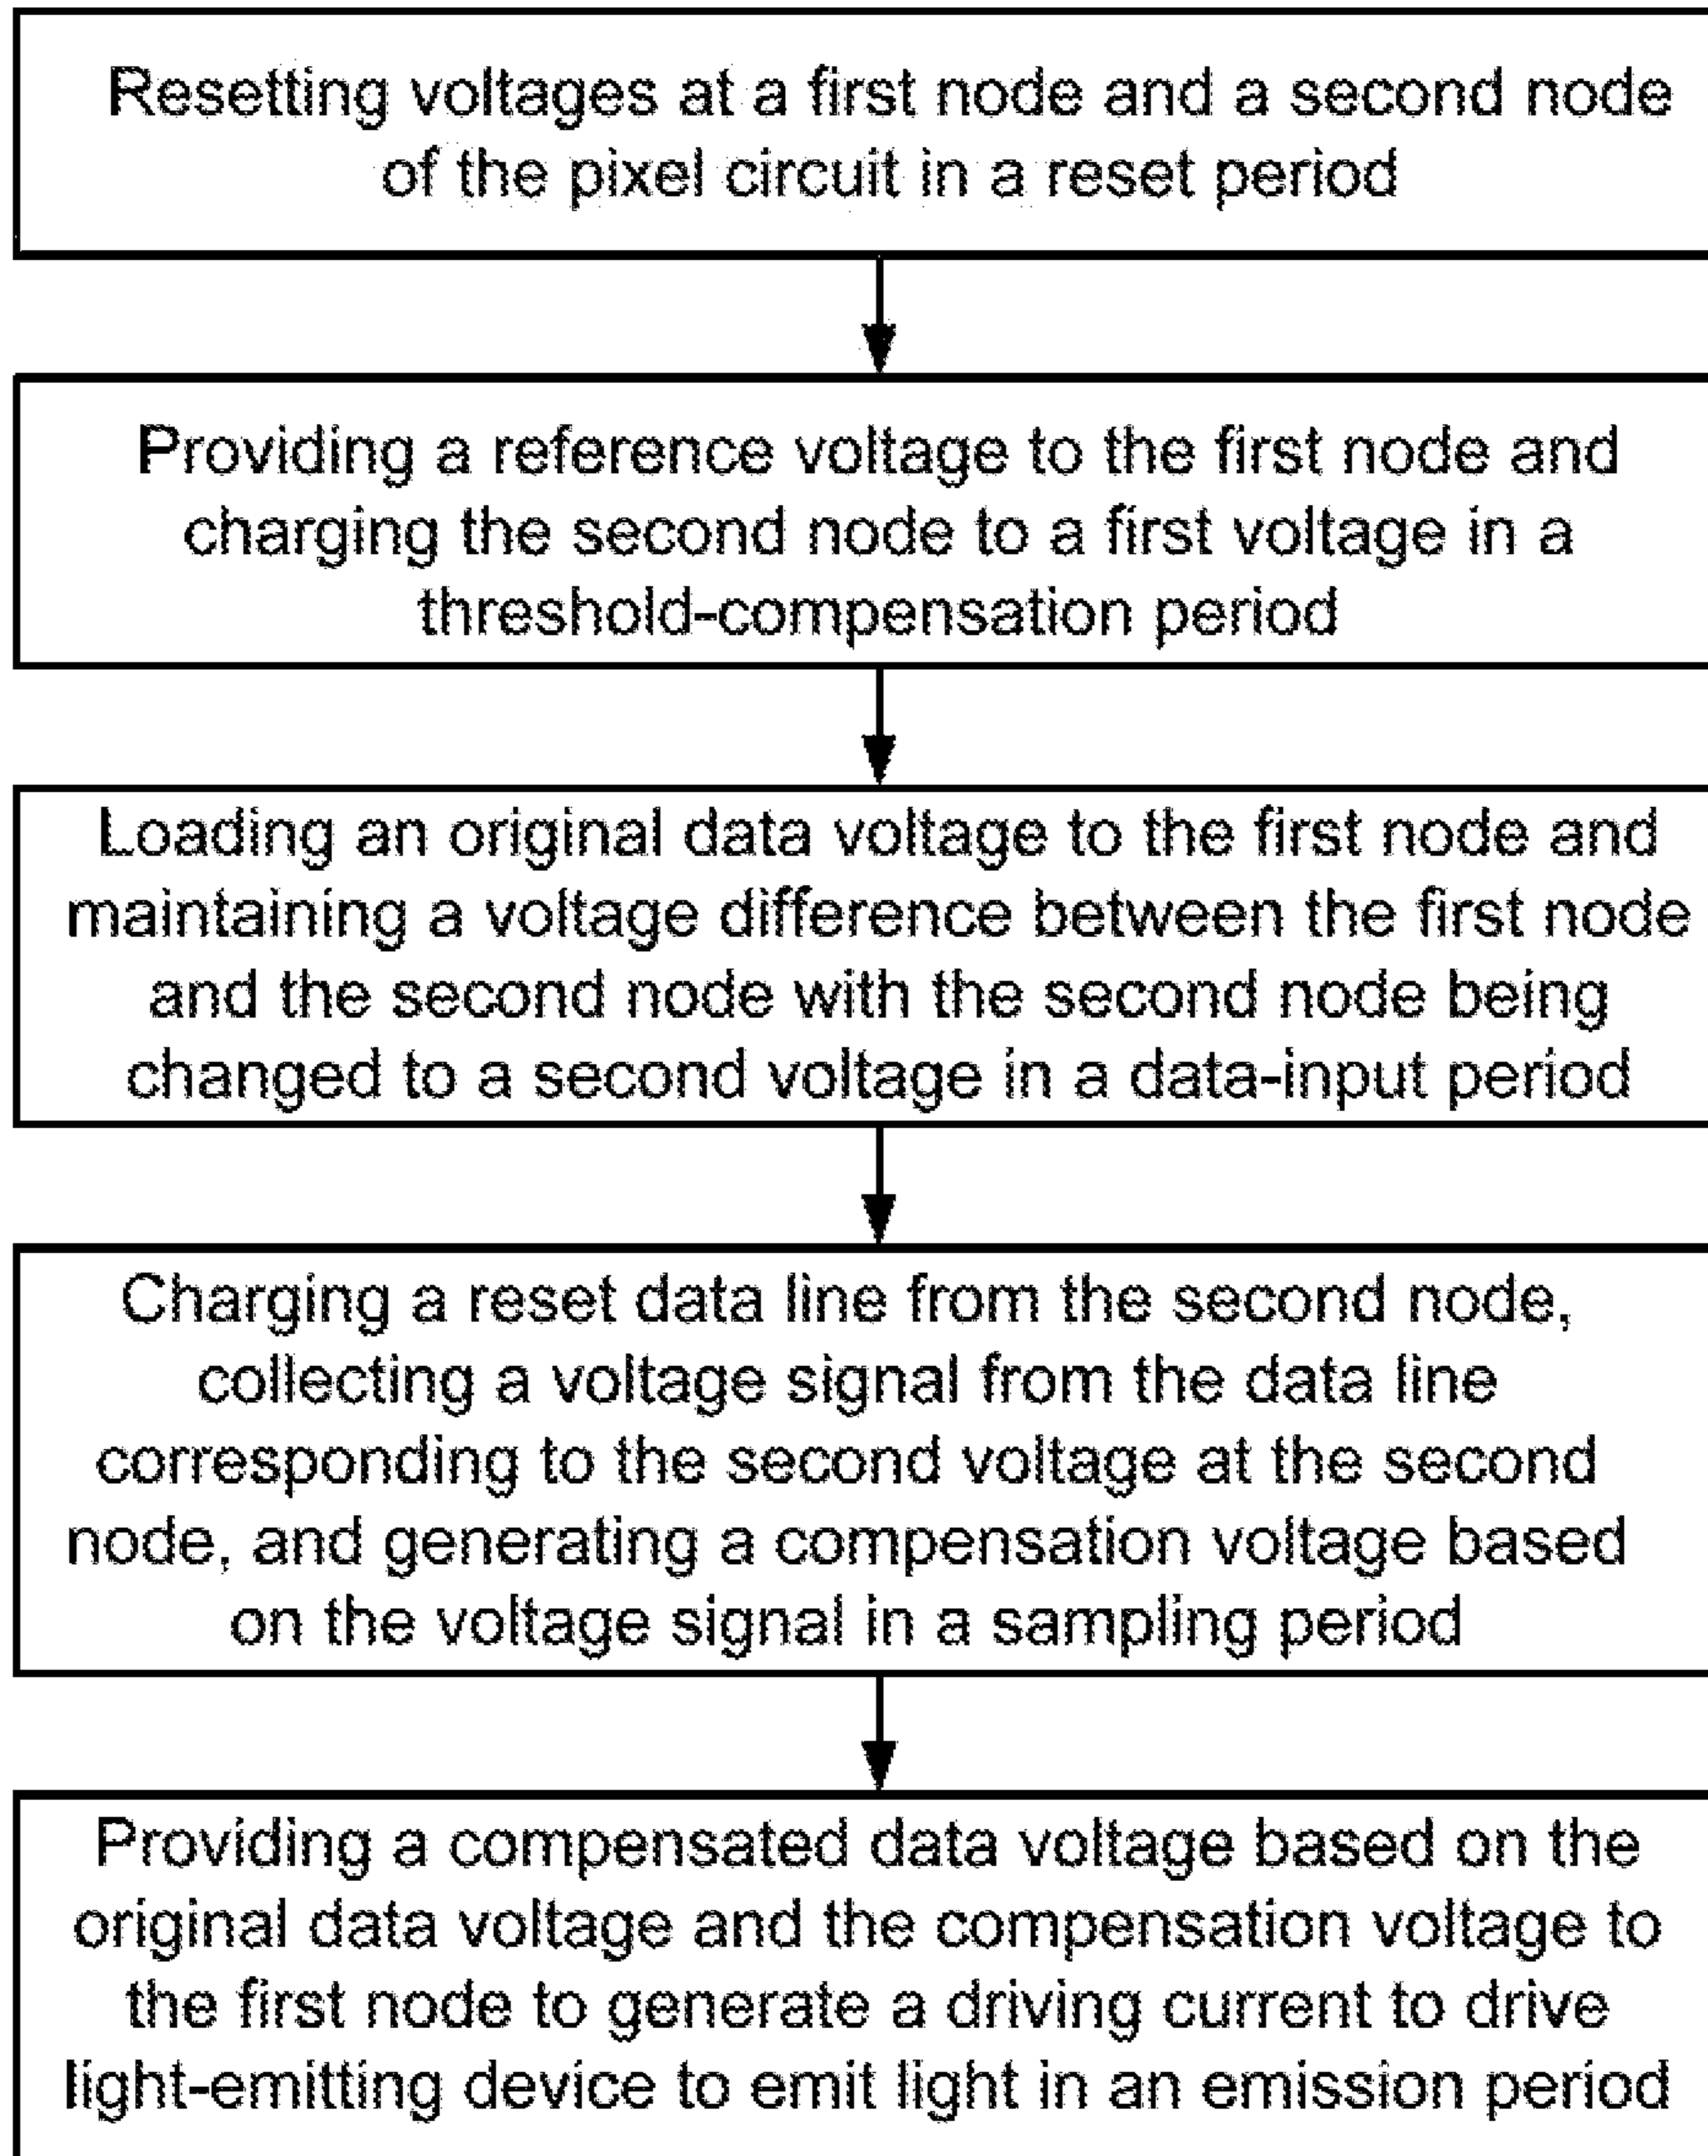 Resetting voltages at a first node and a second node
of the pixel circuit in a reset period
Providing a reference voltage to the first node and
charging the second node to a first voltage in a
threshold-compensation period
Loading an original data voltage to the first node and
maintaining a voltage difference between the first node
and the second node with the second node being
changed to a second voltage in a data-input period
Charging a reset data line from the second node,
collecting a voltage signal from the data line
corresponding to the second voltage at the second
node, and generating a compensation voltage based
on the voltage signal in a sampling period
Providing a compensated data voltage based on the
original data voltage and the compensation voltage to
the first node to generate a driving current to drive
light-emitting device to emit light in an emission period